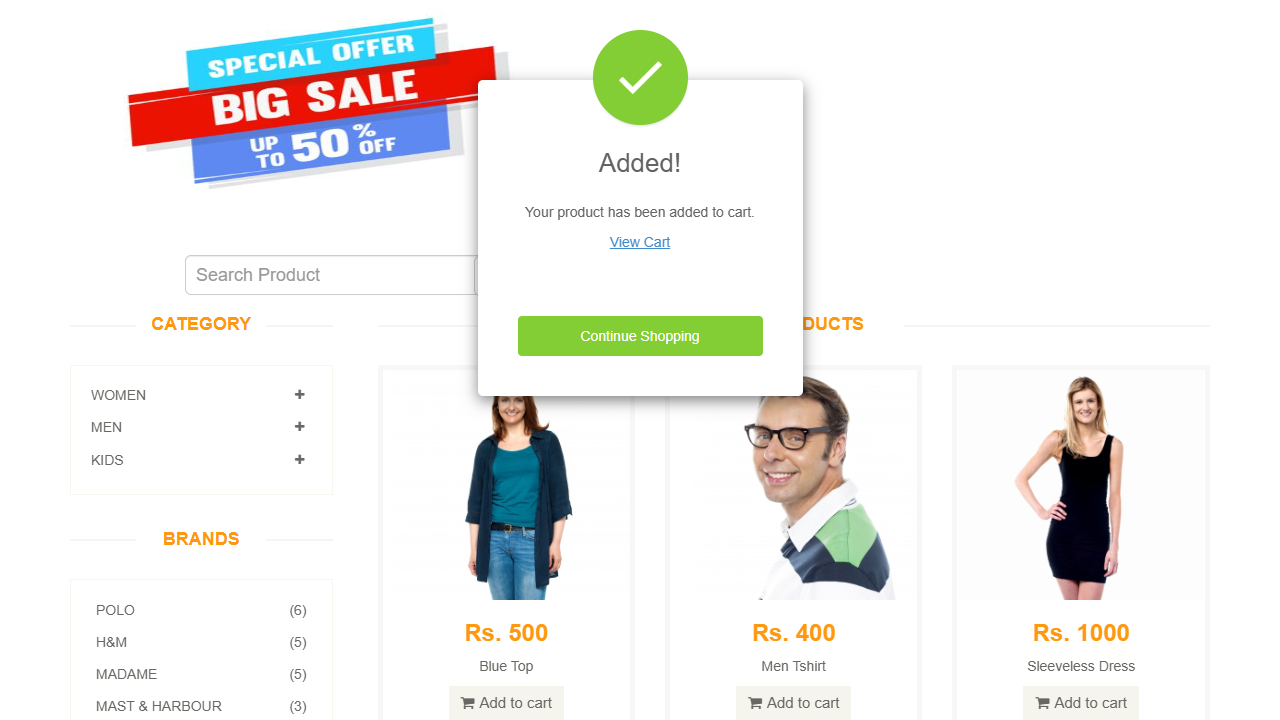 SPECIAL OFFER
BIG SALE
UP TO 50% OFF
Added!
Your product has been added to cart.
View Cart
Continue Shopping
Search Product
CATEGORY
WOMEN
MEN
KIDS
BRANDS
POLO (6)
H&M (5)
MADAME (5)
MAST & HARBOUR (3)
DUCTS
Rs. 500
Blue Top
Add to cart
Rs. 400
Men Tshirt
Add to cart
Rs. 1000
Sleeveless Dress
Add to cart